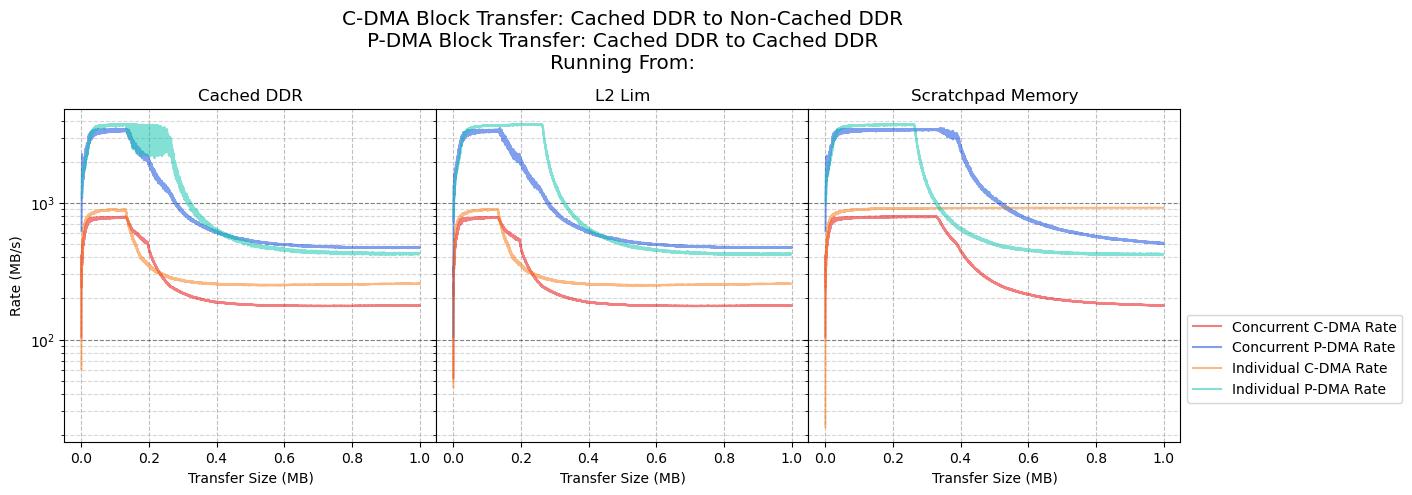 C-DMA Block Transfer: Cached DDR to Non-Cached DDR
P-DMA Block Transfer: Cached DDR to Cached DDR
Running From:
Cached DDR
L2 Lim
Scratchpad Memory
Rate (MB/s)
10³
10²
0.0 0.2 0.4 0.6 0.8 1.0
Transfer Size (MB)
0.0 0.2 0.4 0.6 0.8 1.0
Transfer Size (MB)
0.0 0.2 0.4 0.6 0.8 1.0
Transfer Size (MB)
Concurrent C-DMA Rate
Concurrent P-DMA Rate
Individual C-DMA Rate
Individual P-DMA Rate